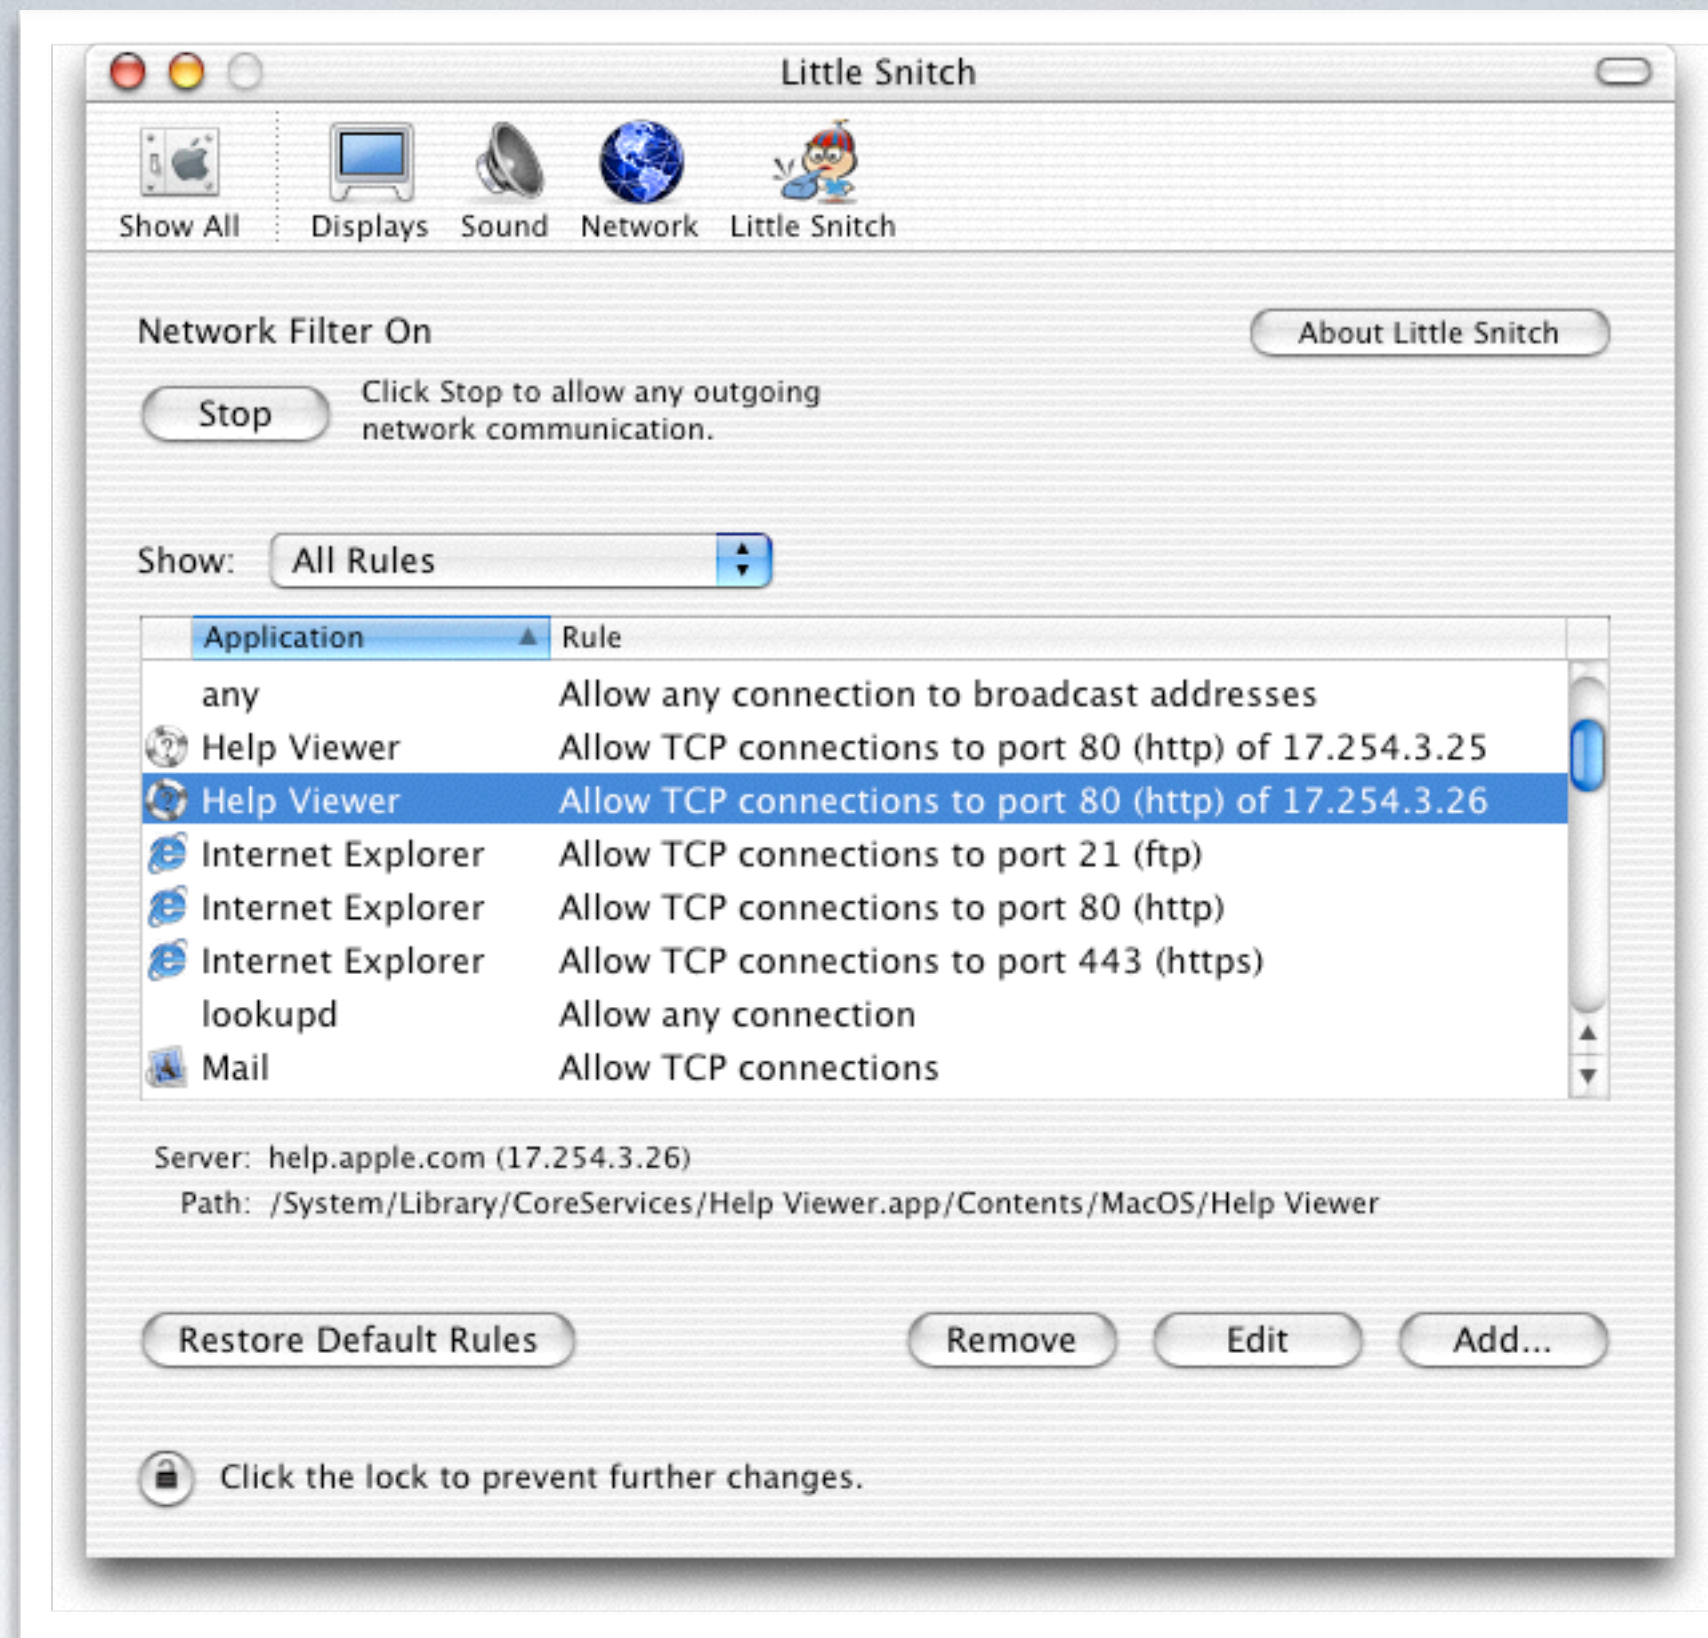 Little Snitch
Show All Displays Sound Network Little Snitch
Network Filter On
About Little Snitch
Stop
Click Stop to allow any outgoing
network communication.
Show: All Rules
Application Rule
any Allow any connection to broadcast addresses
Help Viewer Allow TCP connections to port 80 (http) of 17.254.3.25
Help Viewer Allow TCP connections to port 80 (http) of 17.254.3.26
Internet Explorer Allow TCP connections to port 21 (ftp)
Internet Explorer Allow TCP connections to port 80 (http)
Internet Explorer Allow TCP connections to port 443 (https)
lookupd Allow any connection
Mail Allow TCP connections
Server: help.apple.com (17.254.3.26)
Path: /System/Library/CoreServices/Help Viewer.app/Contents/MacOS/Help Viewer
Restore Default Rules Remove Edit Add...
Click the lock to prevent further changes.